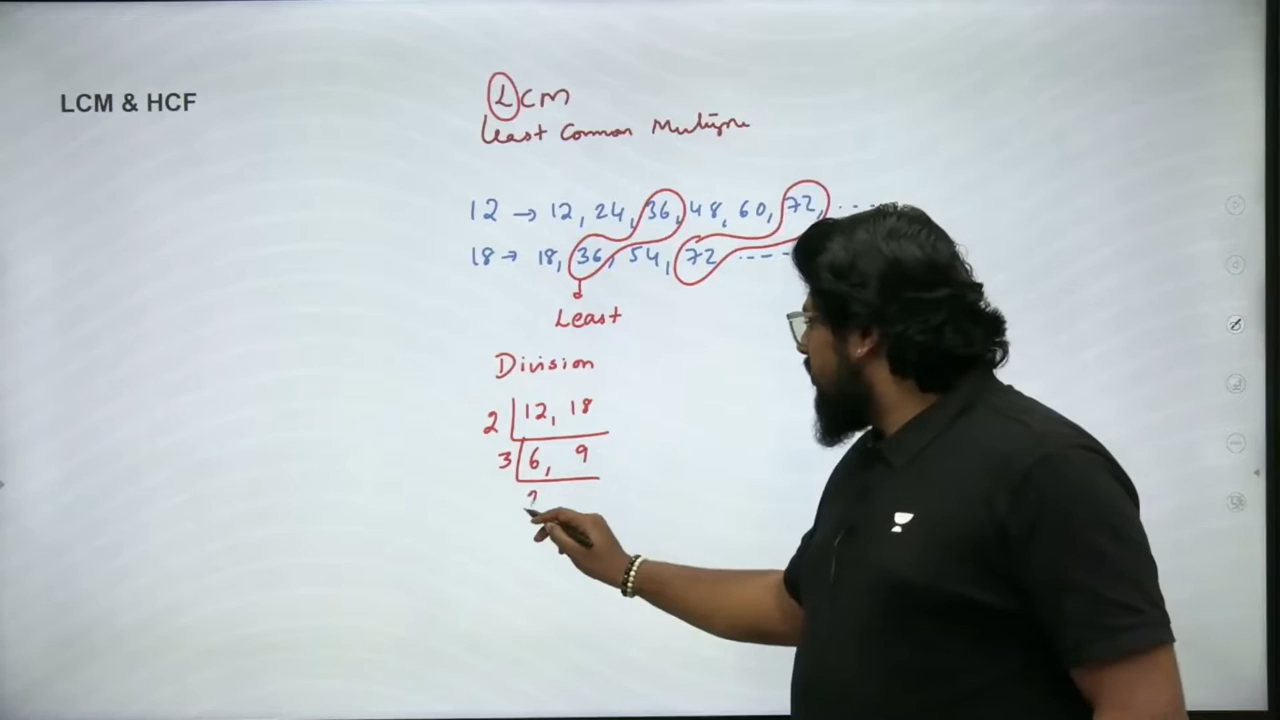 LCM & HCF
LCM
Least Common Multiple
12 → 12, 24, 36, 48, 60, 72, ....
18 → 18, 36, 54, 72 ----
Least
Division
2 | 12, 18
3 | 6, 9
2